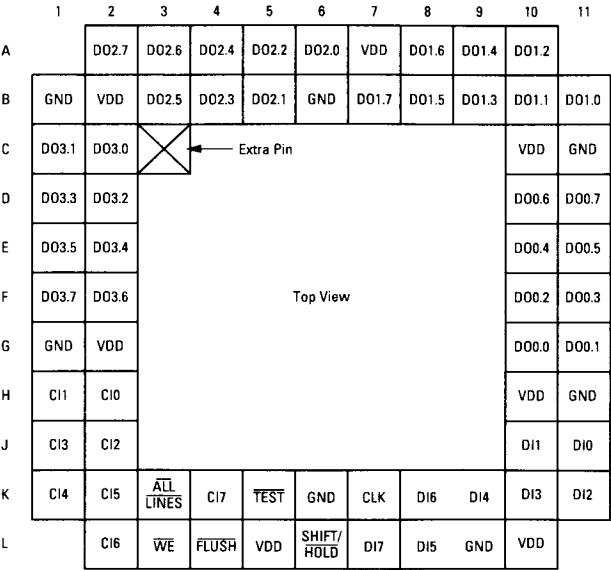 1 2 3 4 5 6 7 8 9 10 11
A DO2.7 DO2.6 DO2.4 DO2.2 DO2.0 VDD DO1.6 DO1.4 DO1.2
B GND VDD DO2.5 DO2.3 DO2.1 GND DO1.7 DO1.5 DO1.3 DO1.1 DO1.0
C DO3.1 DO3.0 Extra Pin VDD GND
D DO3.3 DO3.2 DO0.6 DO0.7
E DO3.5 DO3.4 DO0.4 DO0.5
F DO3.7 DO3.6 Top View DO0.2 DO0.3
G GND VDD DO0.0 DO0.1
H CI1 CI0 VDD GND
J CI3 CI2 DI1 DI0
K CI4 CI5 ALL LINES CI7 TEST GND CLK DI6 DI4 DI3 DI2
L CI6 WE FLUSH VDD SHIFT/ HOLD DI7 DI5 GND VDD